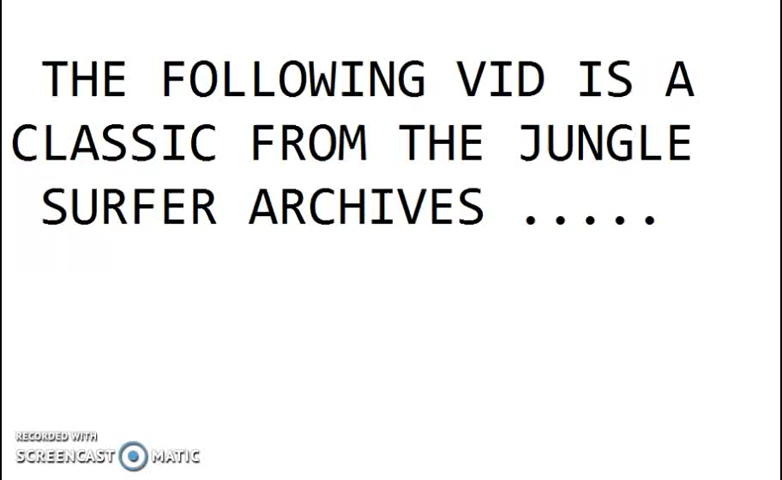 THE FOLLOWING VID IS A
CLASSIC FROM THE JUNGLE
SURFER ARCHIVES .....
RECORDED WITH
SCREENCAST MATIC